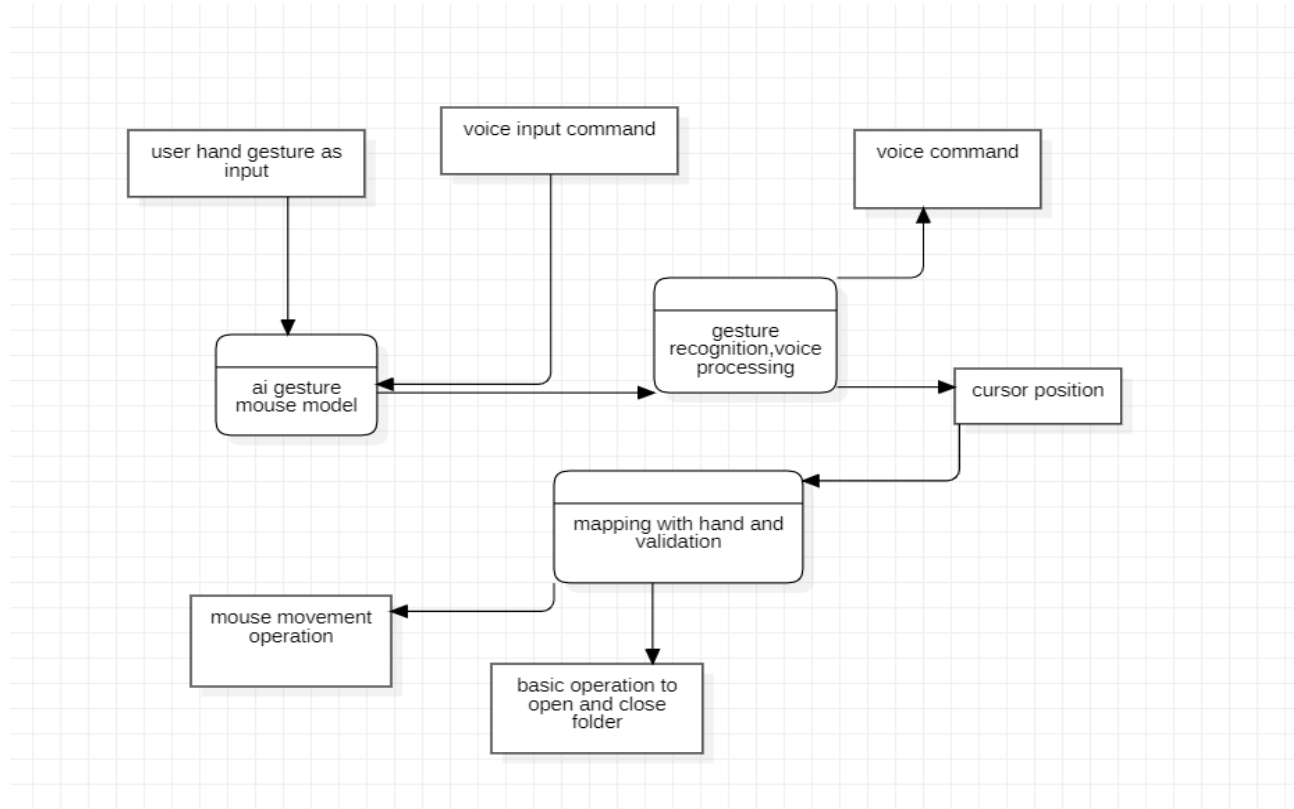 voice input command
user hand gesture as
input
voice command
gesture
recognition,voice
processing
ai gesture
mouse model
cursor position
mapping with hand and
validation
mouse movement
operation
basic operation to
open and close
folder